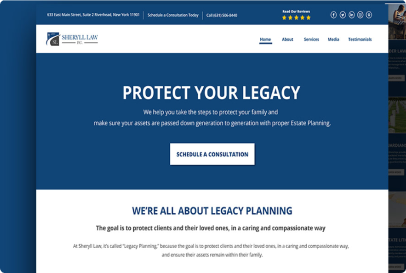 633 East Main Street, Suite 2 Riverhead, New York 11901
Schedule a Consultation Today
Call (631) 506-8440
Read Our Reviews
SHERYLL LAW
P.C.
Home
About
Services
Media
Testimonials
PROTECT YOUR LEGACY
We help you take the steps to protect your family and
make sure your assets are passed down generation to generation with proper Estate Planning.
SCHEDULE A CONSULTATION
WE'RE ALL ABOUT LEGACY PLANNING
The goal is to protect clients and their loved ones, in a caring and compassionate way
At Sheryll Law, it's called "Legacy Planning," because the goal is to protect clients and their loved ones, in a caring and compassionate way,
and ensure their assets remain within their family.